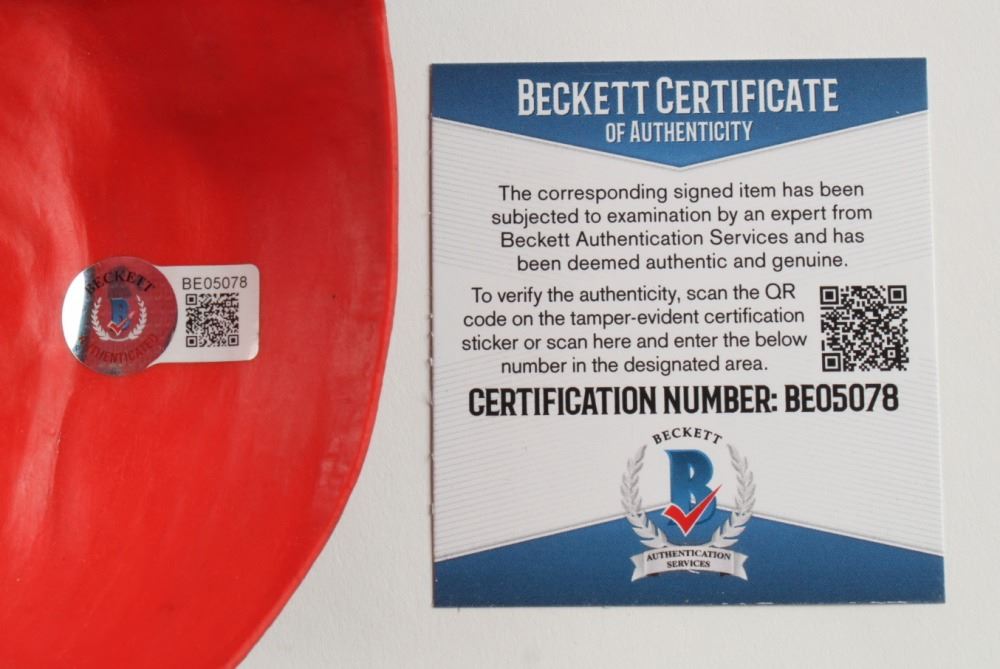 BECKETT
AUTHENTICATED
BE05078
BECKETT CERTIFICATE
OF AUTHENTICITY
The corresponding signed item has been
subjected to examination by an expert from
Beckett Authentication Services and has
been deemed authentic and genuine.
To verify the authenticity, scan the QR
code on the tamper-evident certification
sticker or scan here and enter the below
number in the designated area.
CERTIFICATION NUMBER: BE05078
BECKETT
B
AUTHENTICATION
SERVICES